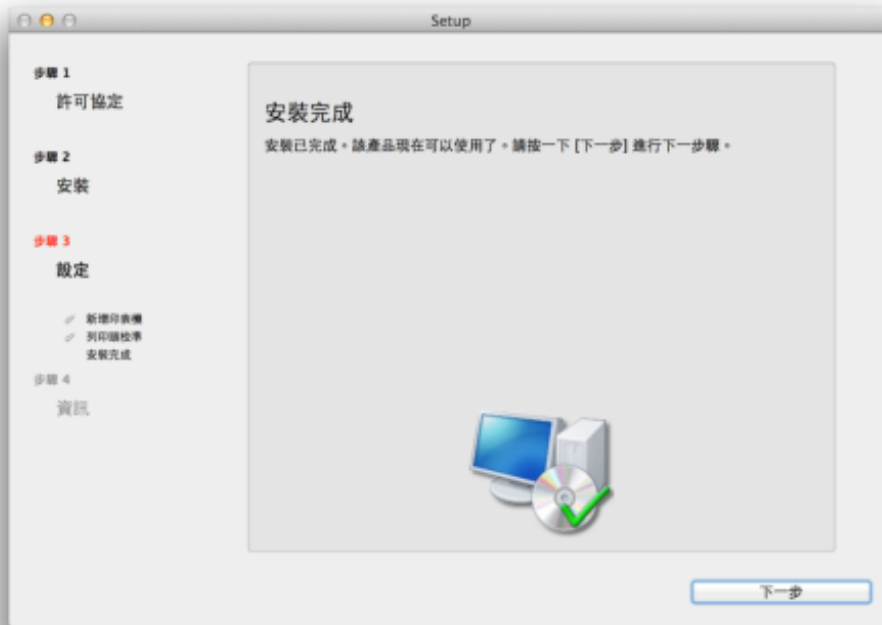 Setup
步驟 1
許可協定
步驟 2
安裝
步驟 3
設定
新增印表機
列印頭校準
安裝完成
步驟 4
資訊
安裝完成
安裝已完成。該產品現在可以使用了。請按一下 [下一步] 進行下一步驟。
下一步